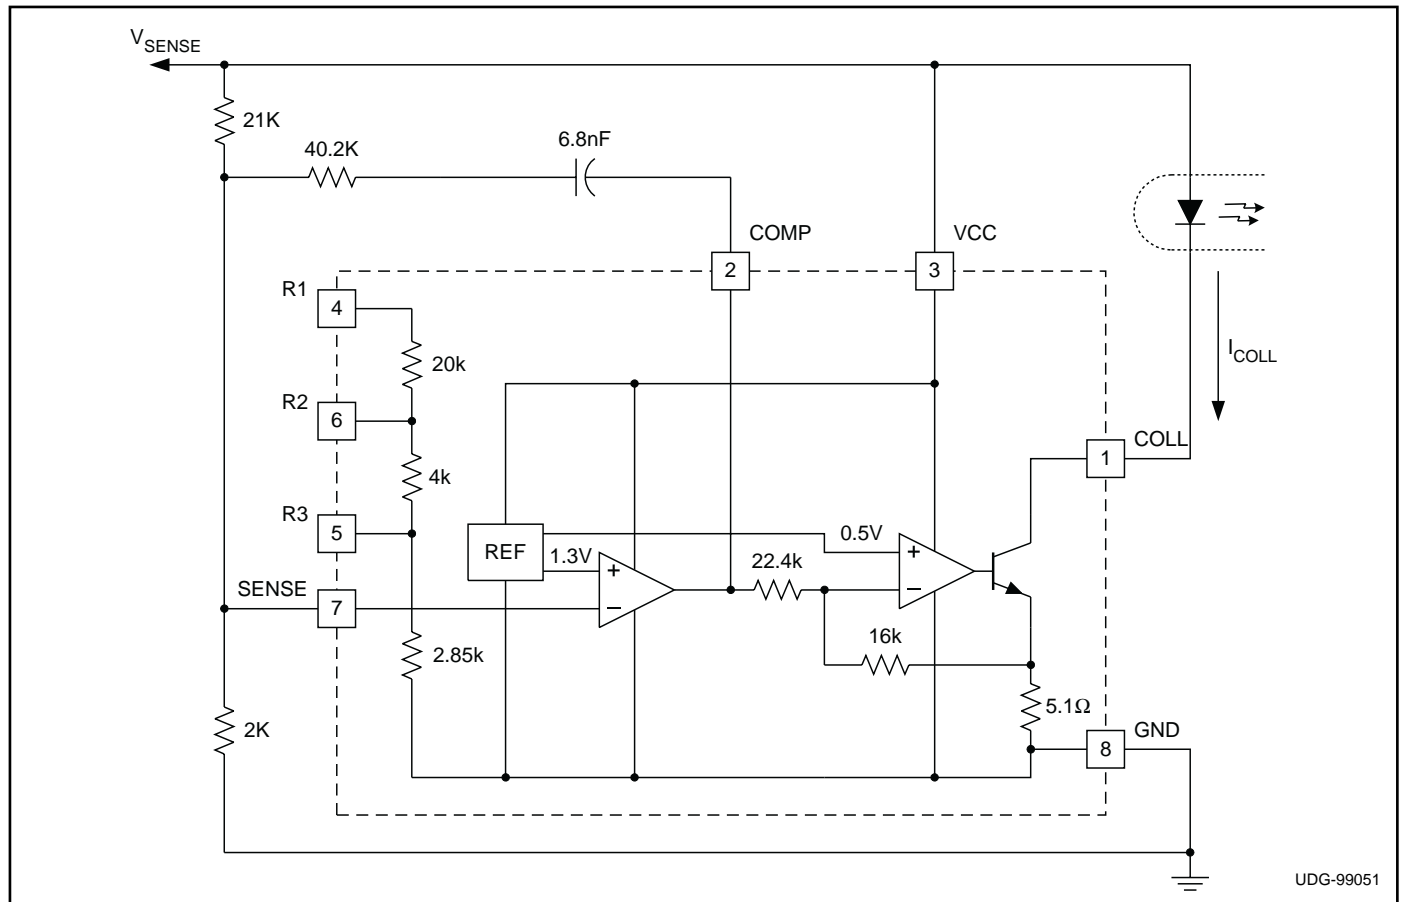 VSENSE
21K
40.2K
6.8nF
COMP
VCC
2
3
R1
4
20k
ICOLL
R2
6
COLL
4k
1
R3
5
0.5V
REF
1.3V
+
+
22.4k
SENSE
–
–
7
16k
2.85k
5.1Ω
2K
GND
8
UDG-99051